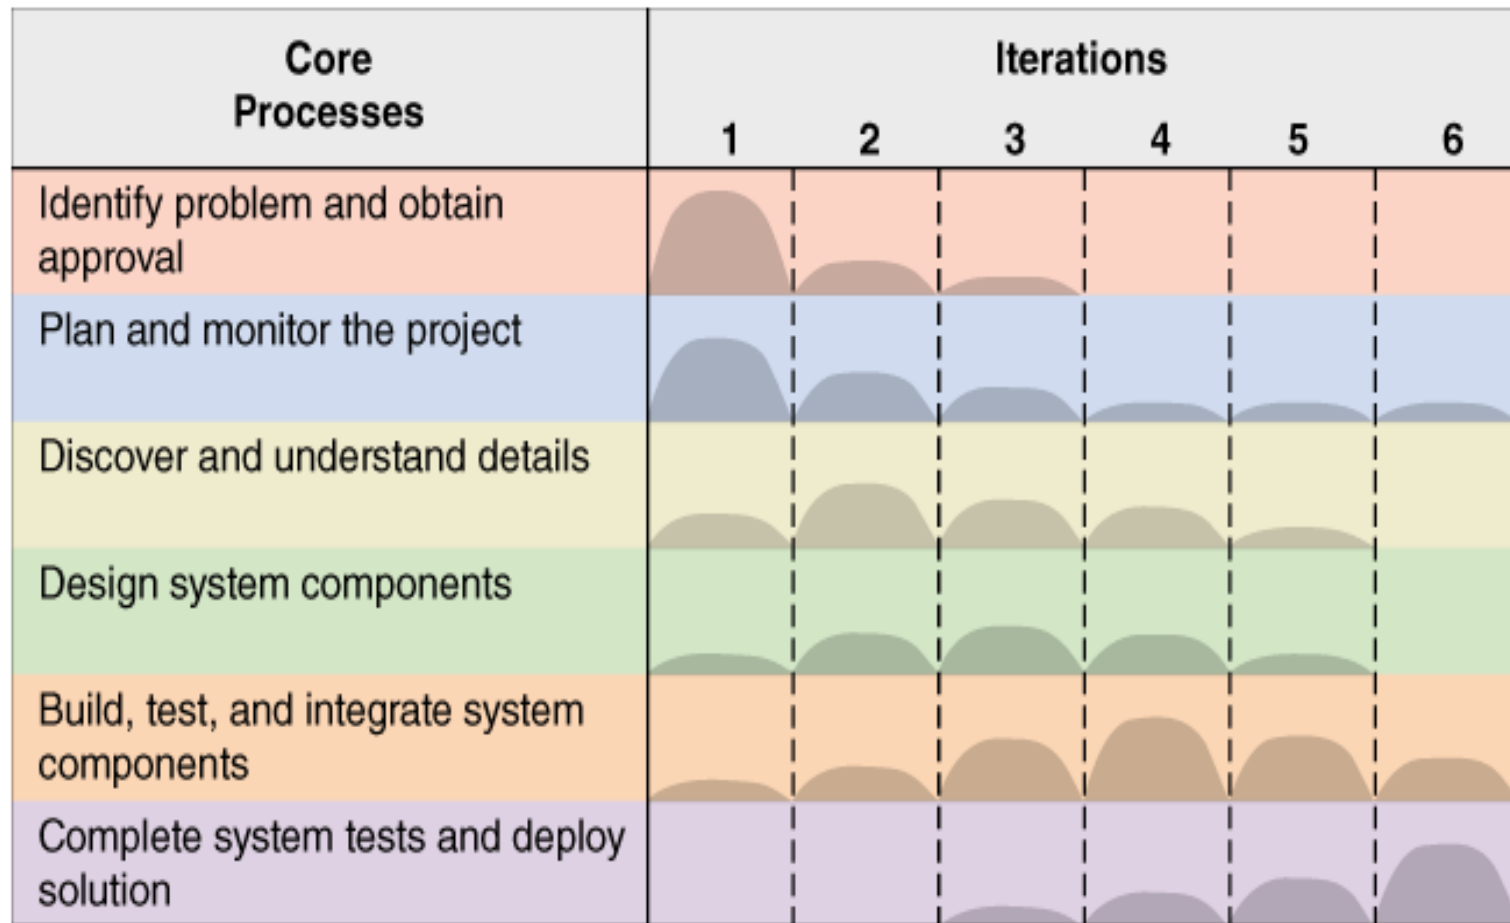 Core
Processes
Iterations
1 2 3 4 5 6
Identify problem and obtain
approval
Plan and monitor the project
Discover and understand details
Design system components
Build, test, and integrate system
components
Complete system tests and deploy
solution